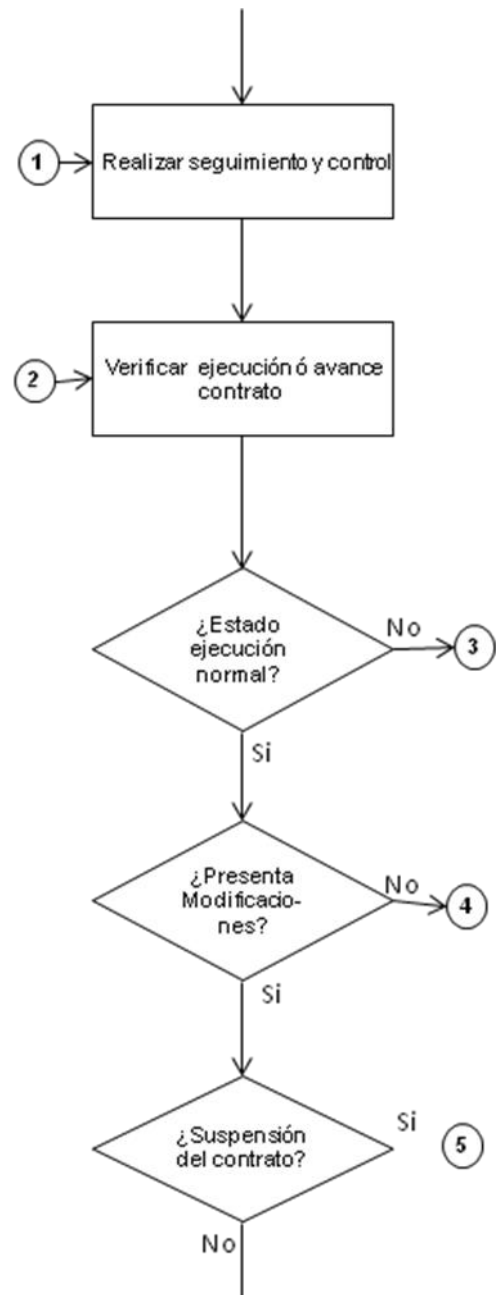 1
Realizar seguimiento y control
2
Verificar ejecución ó avance
contrato
¿Estado
ejecución
normal?
No
3
Si
¿Presenta
Modificacio-
nes?
No
4
Si
¿Suspensión
del contrato?
Si
5
No